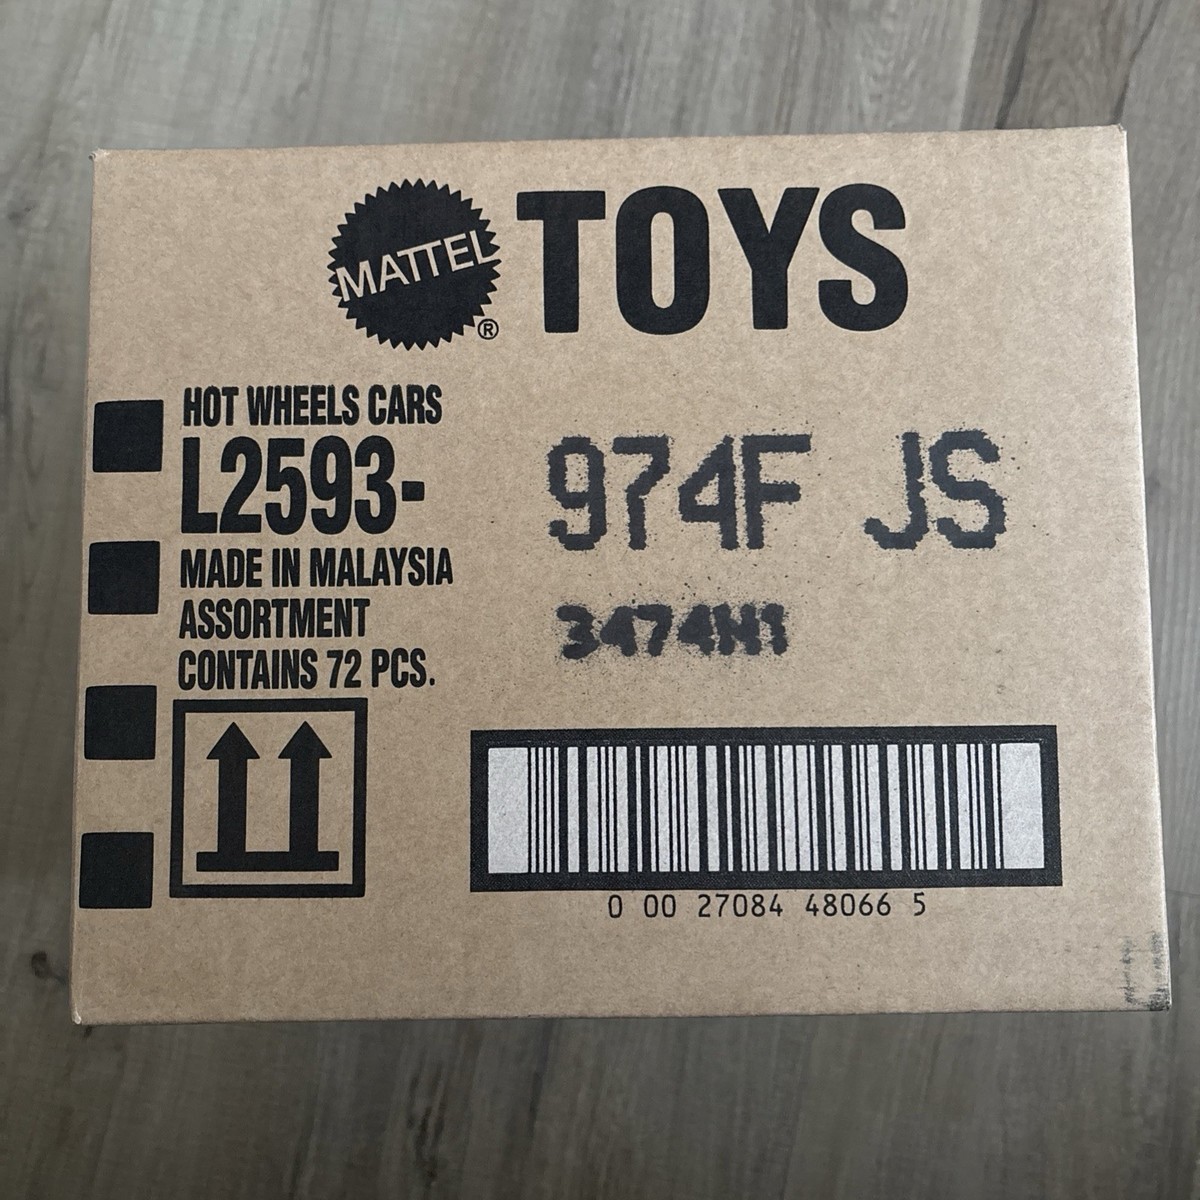 MATTEL® TOYS
HOT WHEELS CARS
L2593-
974F JS
MADE IN MALAYSIA
ASSORTMENT
3474H1
CONTAINS 72 PCS.
0 00 27084 48066 5